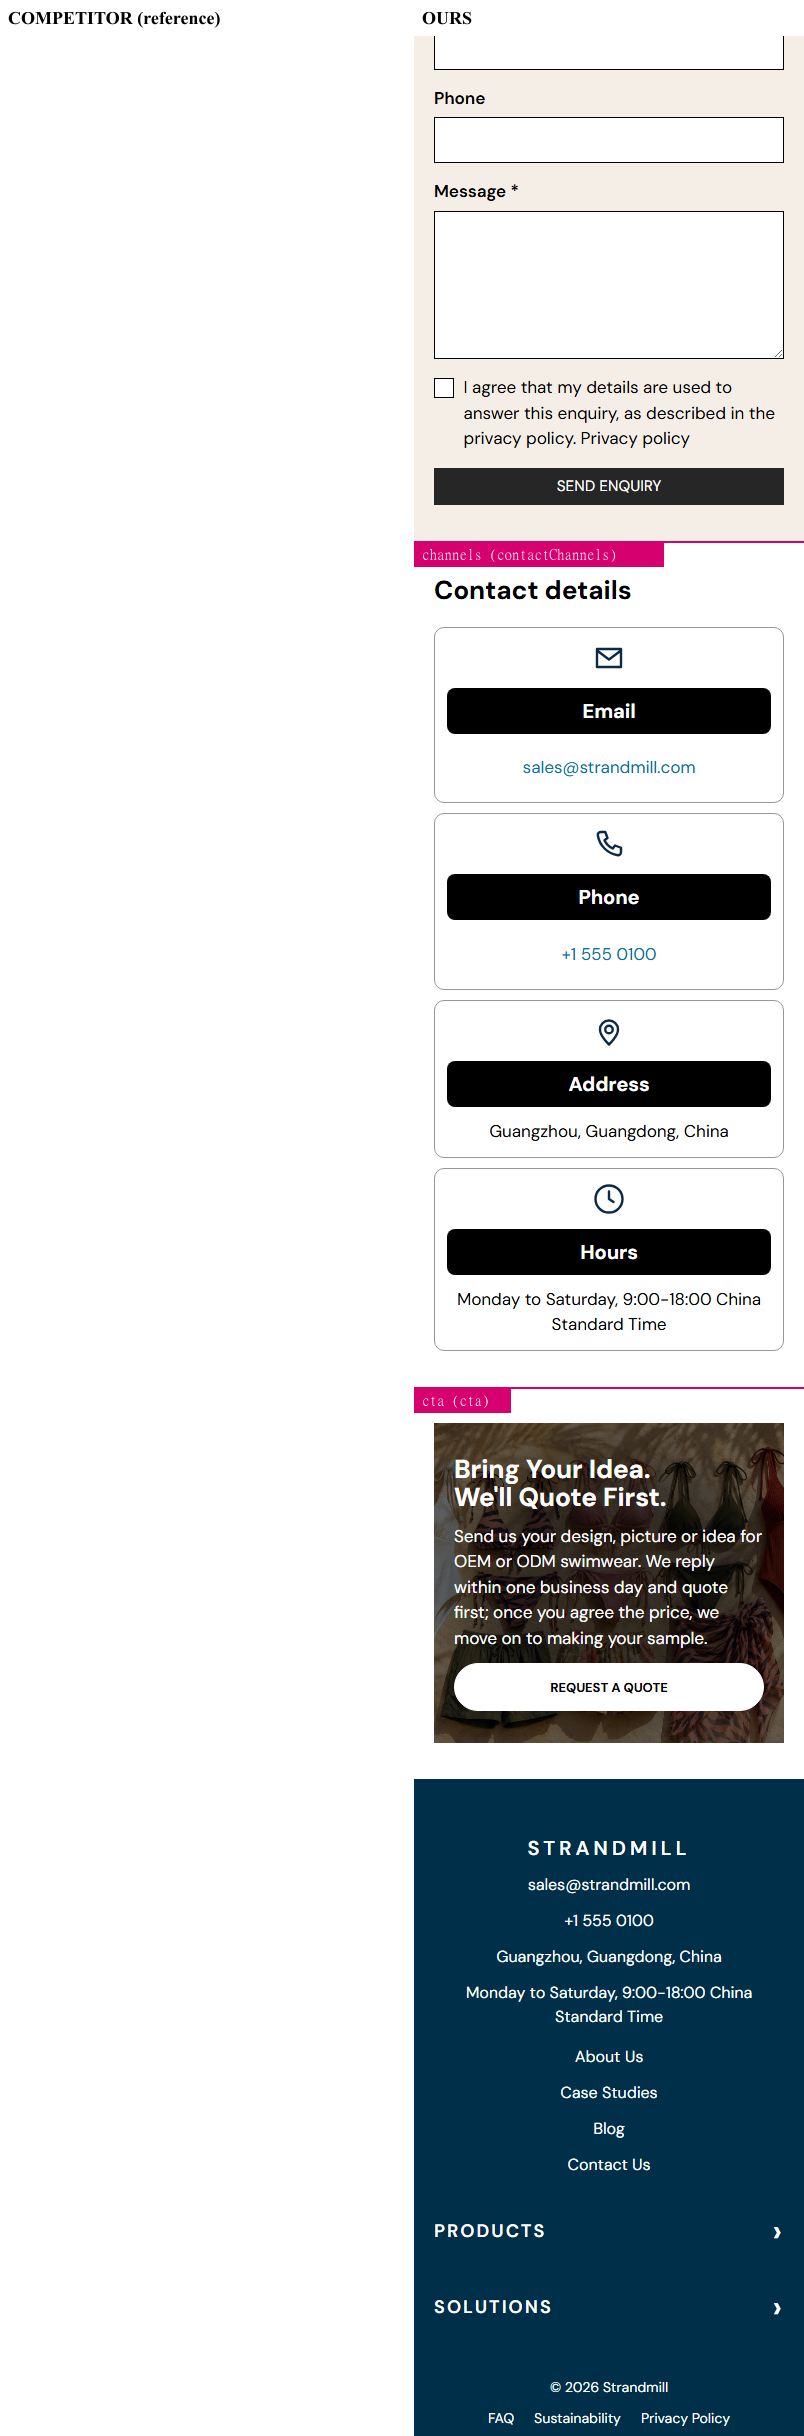 COMPETITOR (reference)
OURS
Phone
Message *
I agree that my details are used to
answer this enquiry, as described in the
privacy policy. Privacy policy
SEND ENQUIRY
channels (contactChannels)
Contact details
Email
sales@strandmill.com
Phone
+1 555 0100
Address
Guangzhou, Guangdong, China
Hours
Monday to Saturday, 9:00-18:00 China
Standard Time
cta (cta)
Bring Your Idea.
We'll Quote First.
Send us your design, picture or idea for
OEM or ODM swimwear. We reply
within one business day and quote
first; once you agree the price, we
move on to making your sample.
REQUEST A QUOTE
STRANDMILL
sales@strandmill.com
+1 555 0100
Guangzhou, Guangdong, China
Monday to Saturday, 9:00-18:00 China
Standard Time
About Us
Case Studies
Blog
Contact Us
PRODUCTS
SOLUTIONS
© 2026 Strandmill
FAQ Sustainability Privacy Policy